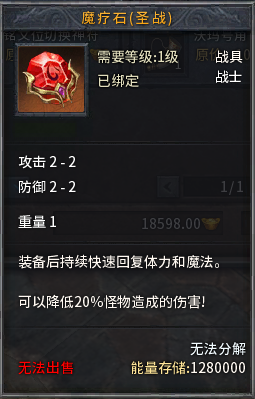 魔疗石(圣战)
需要等级:1级 战具
已绑定 战士
攻击 2 - 2
防御 2 - 2
1/1
重量 1
18598.00
装备后持续快速回复体力和魔法。
可以降低20%怪物造成的伤害!
无法分解
无法出售 能量存储:1280000